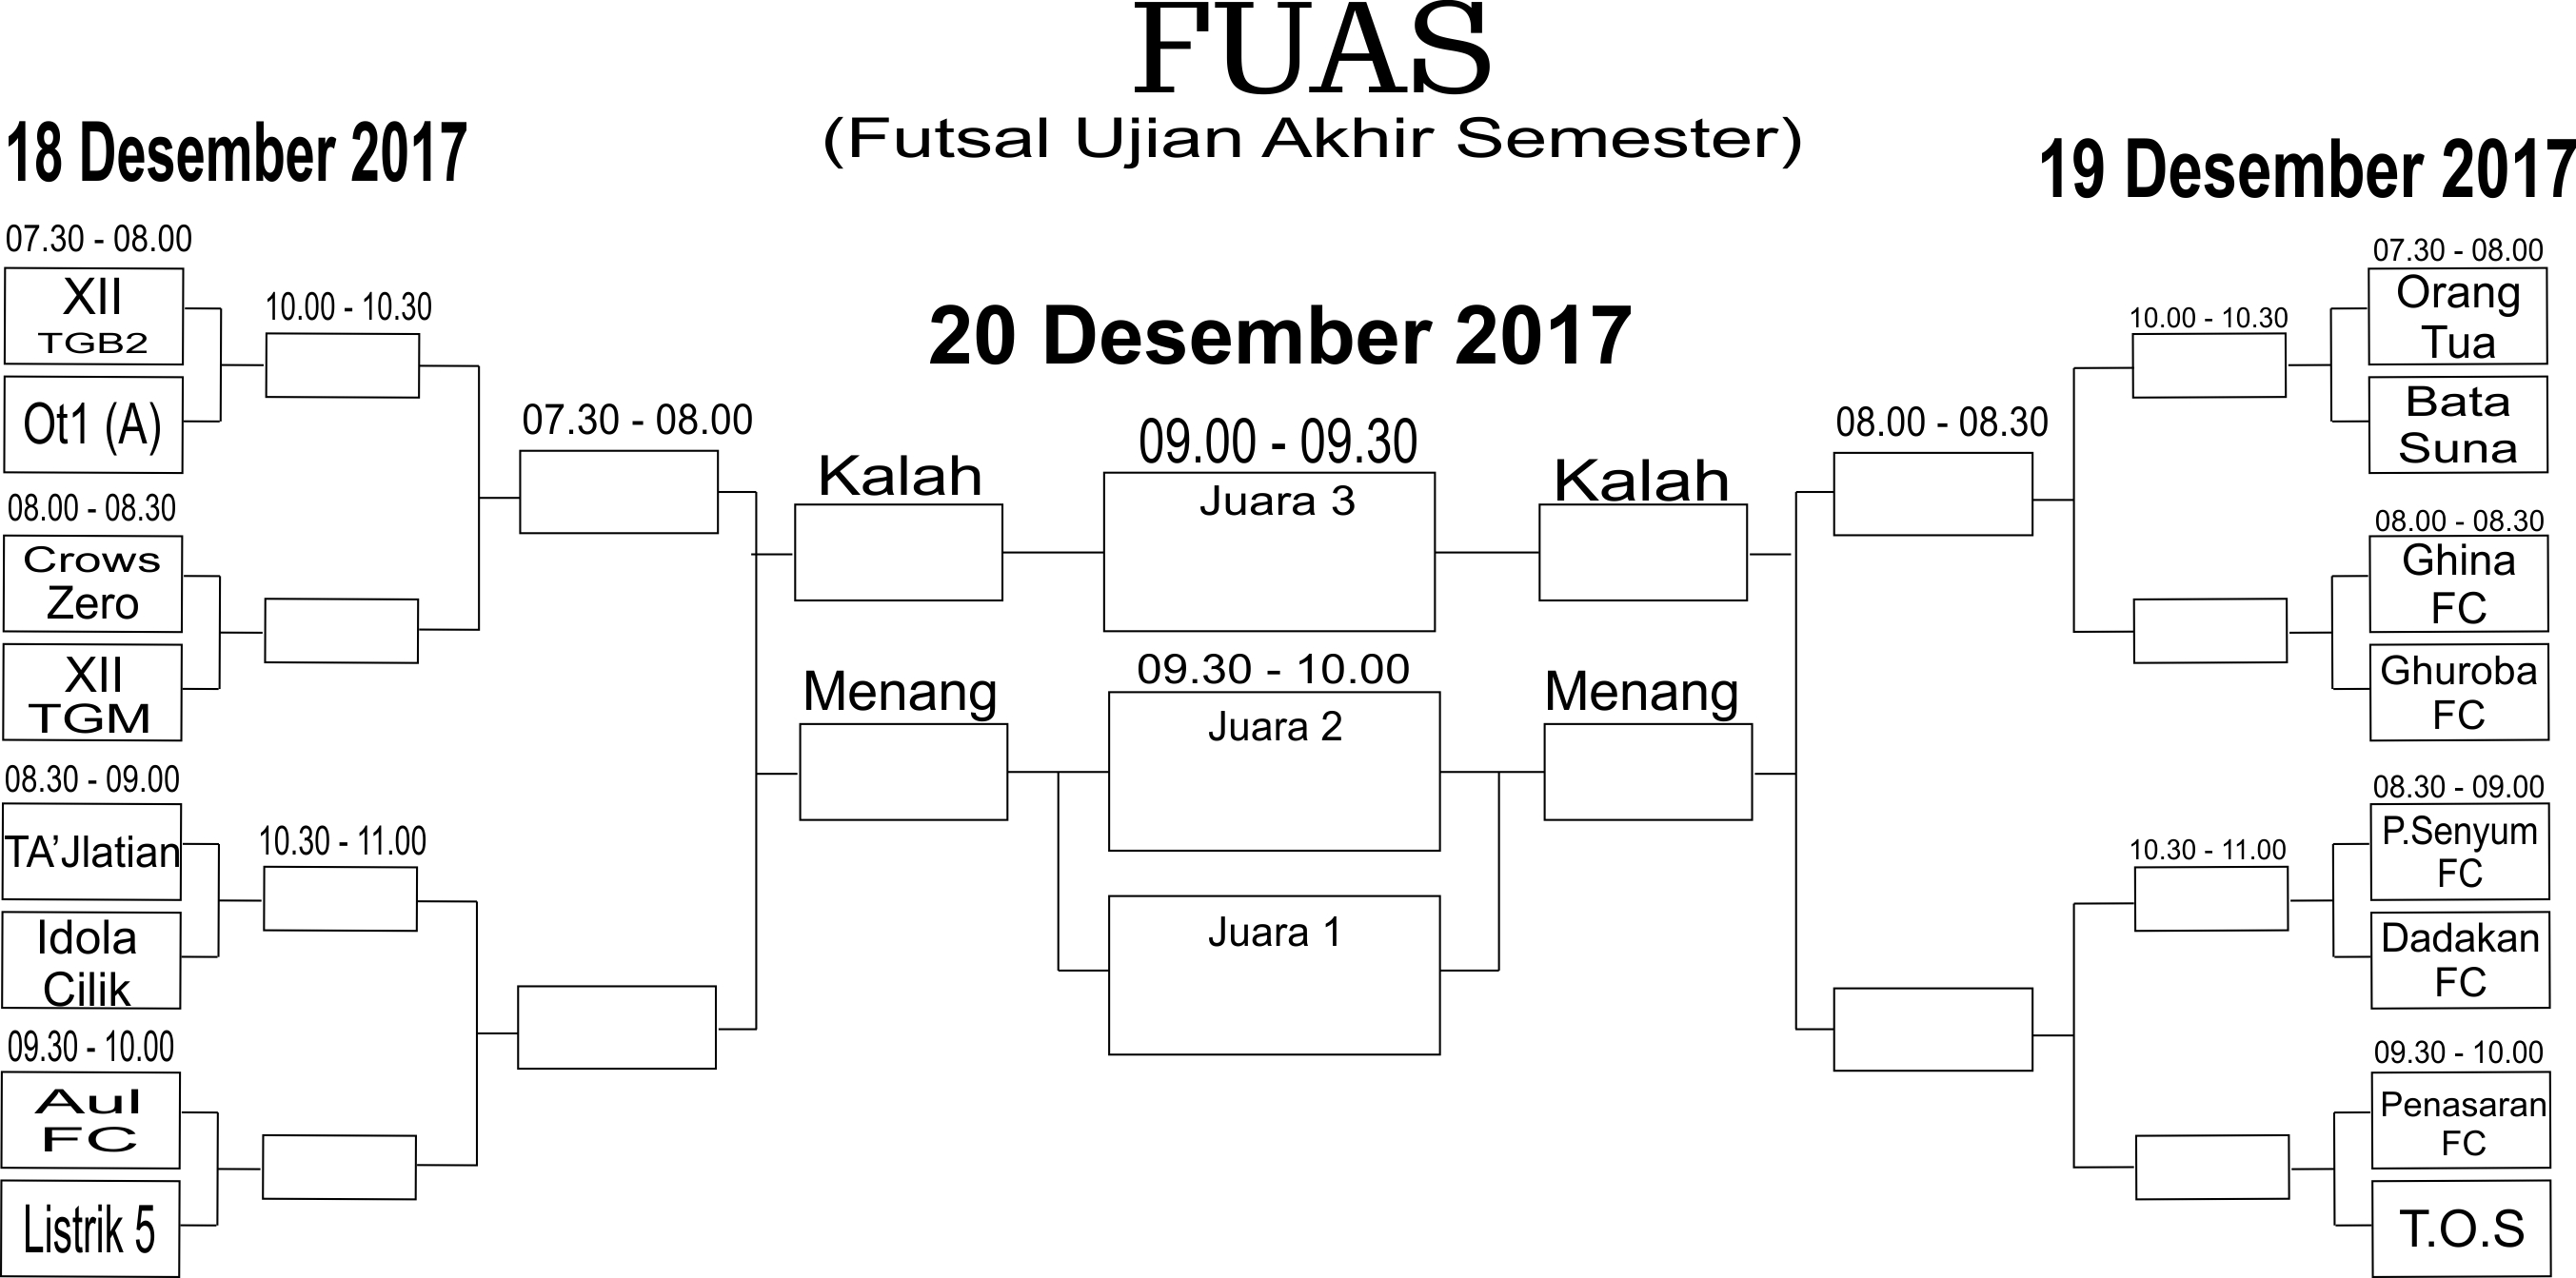 FUAS
(Futsal Ujian Akhir Semester)
18 Desember 2017
07.30 - 08.00
XII
TGB2
Ot1 (A)
08.00 - 08.30
Crows
Zero
XII
TGM
08.30 - 09.00
TA'Jlatian
Idola
Cilik
09.30 - 10.00
Aul
FC
Listrik 5
10.00 - 10.30
10.30 - 11.00
20 Desember 2017
07.30 - 08.00
Kalah
Menang
09.00 - 09.30
Juara 3
09.30 - 10.00
Juara 2
Juara 1
Kalah
Menang
08.00 - 08.30
19 Desember 2017
10.00 - 10.30
10.30 - 11.00
07.30 - 08.00
Orang
Tua
Bata
Suna
08.00 - 08.30
Ghina
FC
Ghuroba
FC
08.30 - 09.00
P.Senyum
FC
Dadakan
FC
09.30 - 10.00
Penasaran
FC
T.O.S